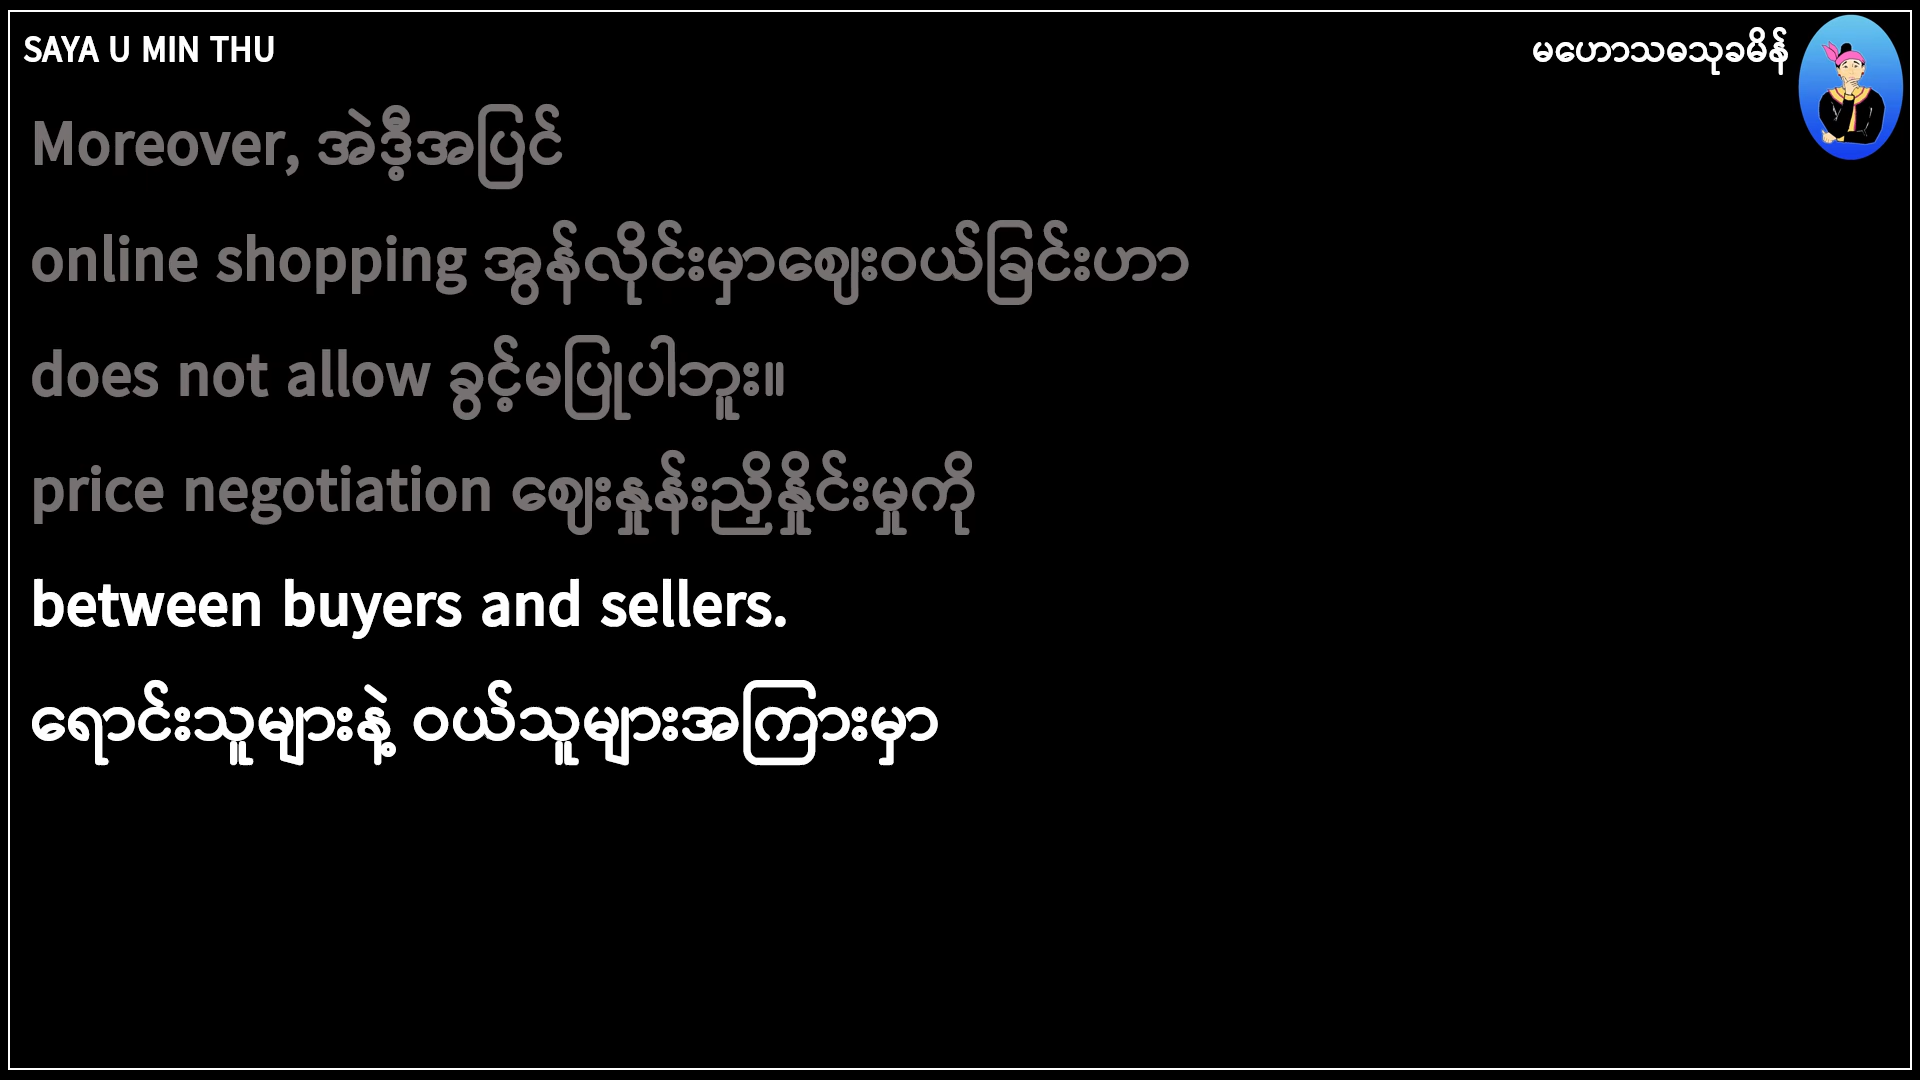 SAYA U MIN THU
မဟောသဓသုခမိန်
Moreover, အဲဒီ့အပြင်
online shopping အွန်လိုင်းမှာဈေးဝယ်ခြင်းဟာ
does not allow ခွင့်မပြုပါဘူး။
price negotiation ဈေးနှုန်းညှိနှိုင်းမှုကို
between buyers and sellers.
ရောင်းသူများနဲ့ ဝယ်သူများအကြားမှာ